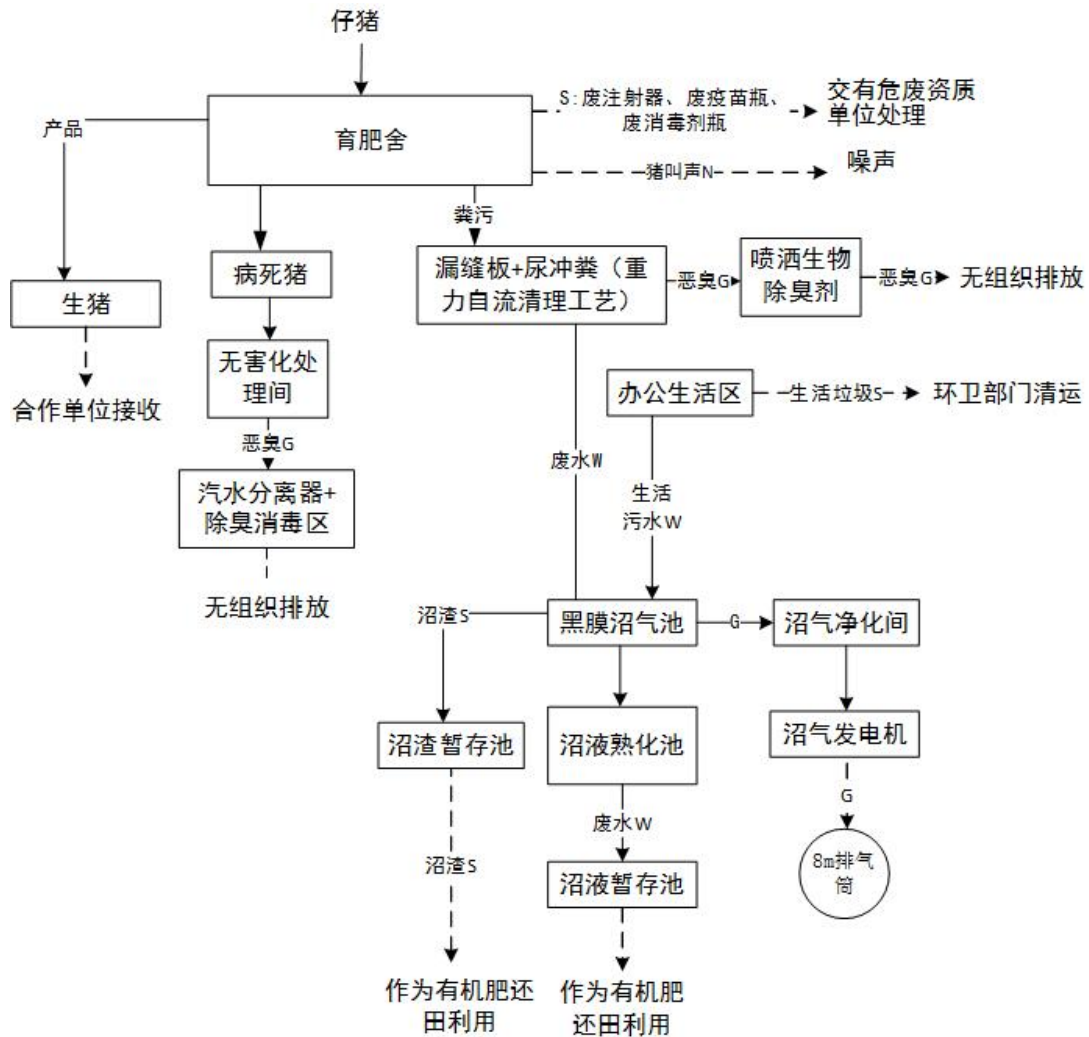 仔猪
S:废注射器、废疫苗瓶、
废消毒剂瓶
交有危废资质
单位处理
产品
育肥舍
猪叫声N
噪声
粪污
病死猪
漏缝板+尿冲粪（重
力自流清理工艺）
恶臭G
喷洒生物
除臭剂
恶臭G
无组织排放
生猪
无害化处
理间
办公生活区
生活垃圾S
环卫部门清运
合作单位接收
恶臭G
废水W
汽水分离器+
除臭消毒区
生活
污水W
无组织排放
沼渣S
黑膜沼气池
G
沼气净化间
沼渣暂存池
沼液熟化池
沼气发电机
G
废水W
沼渣S
沼液暂存池
8m排气
筒
作为有机肥还
田利用
作为有机肥
还田利用